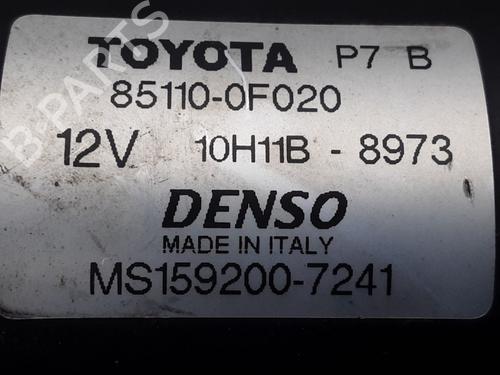 TOYOTA P7 B
85110-0F020
12V 10H11B - 8973
DENSO
MADE IN ITALY
MS159200-7241
B-PARTS